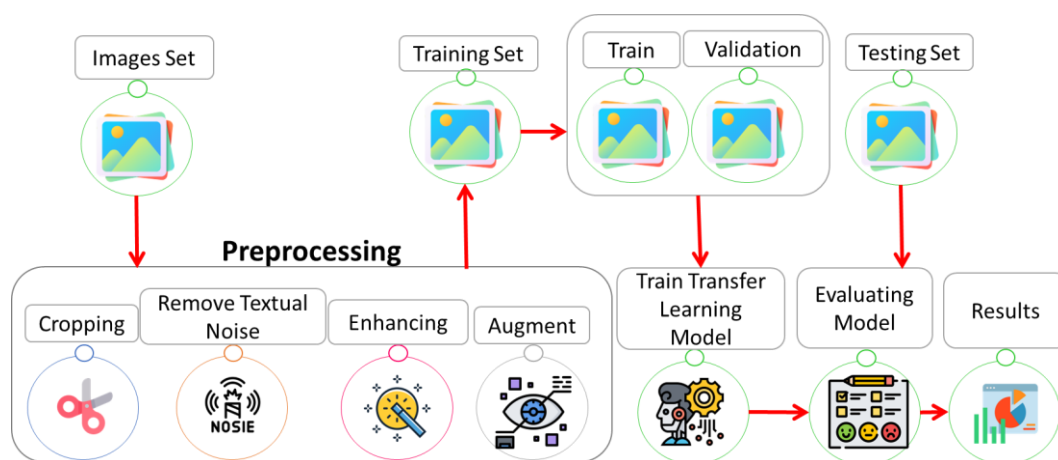 Images Set
Training Set
Train
Validation
Testing Set
Preprocessing
Cropping
Remove Textual
Noise
Enhancing
Augment
Train Transfer
Learning
Model
Evaluating
Model
Results
NOSIE